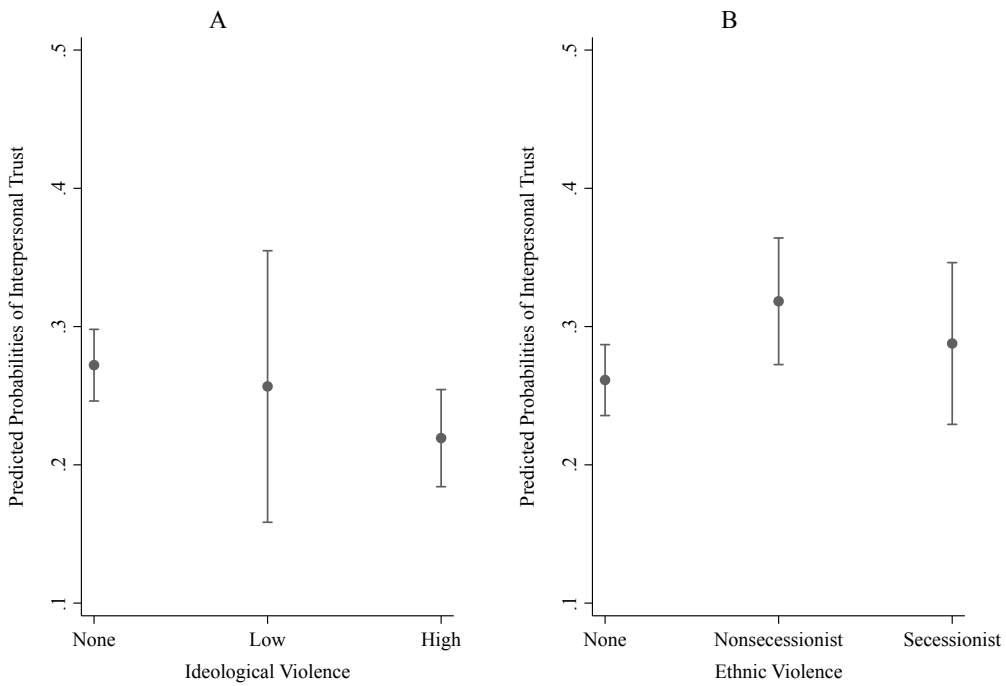 A
Predicted Probabilities of Interpersonal Trust
.5
.4
.3
.2
.1
None Low High
Ideological Violence
B
Predicted Probabilities of Interpersonal Trust
.5
.4
.3
.2
.1
None Nonsecessionist Secessionist
Ethnic Violence